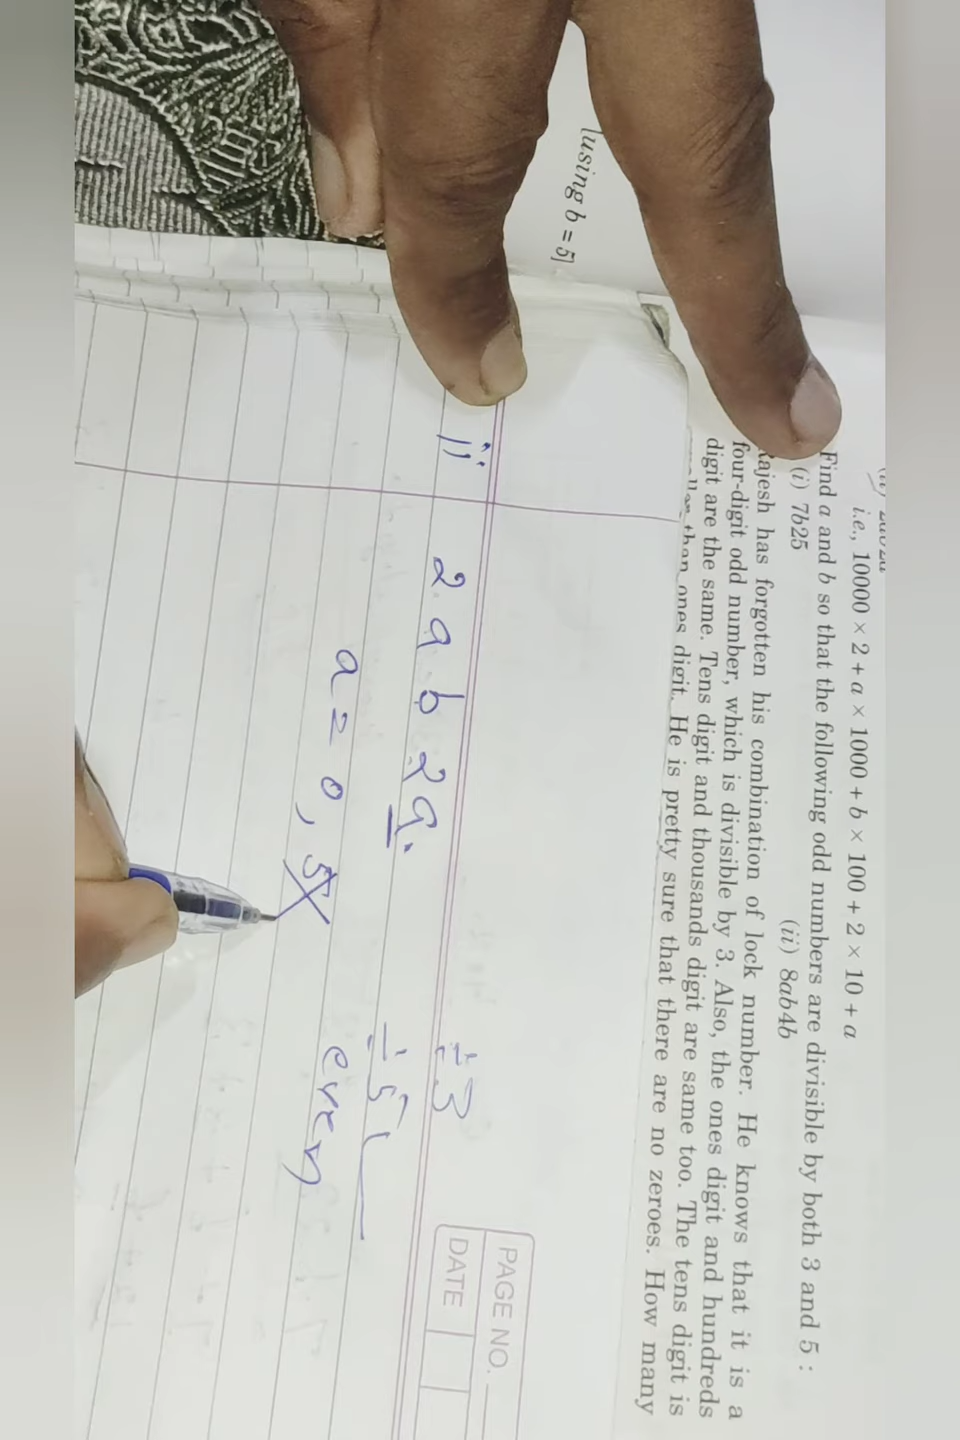 [using b = 5]
i.e., 10000 × 2 + a × 1000 + b × 100 + 2 × 10 + a
Find a and b so that the following odd numbers are divisible by both 3 and 5 :
(i) 7b25 (ii) 8ab4b
Rajesh has forgotten his combination of lock number. He knows that it is a
four-digit odd number, which is divisible by 3. Also, the ones digit and hundreds
digit are the same. Tens digit and thousands digit are same too. The tens digit is
than ones digit. He is pretty sure that there are no zeroes. How many
PAGE NO.
DATE
ii 2 a b 2 a. ÷ 3
÷ 5
a = 0, 5 even